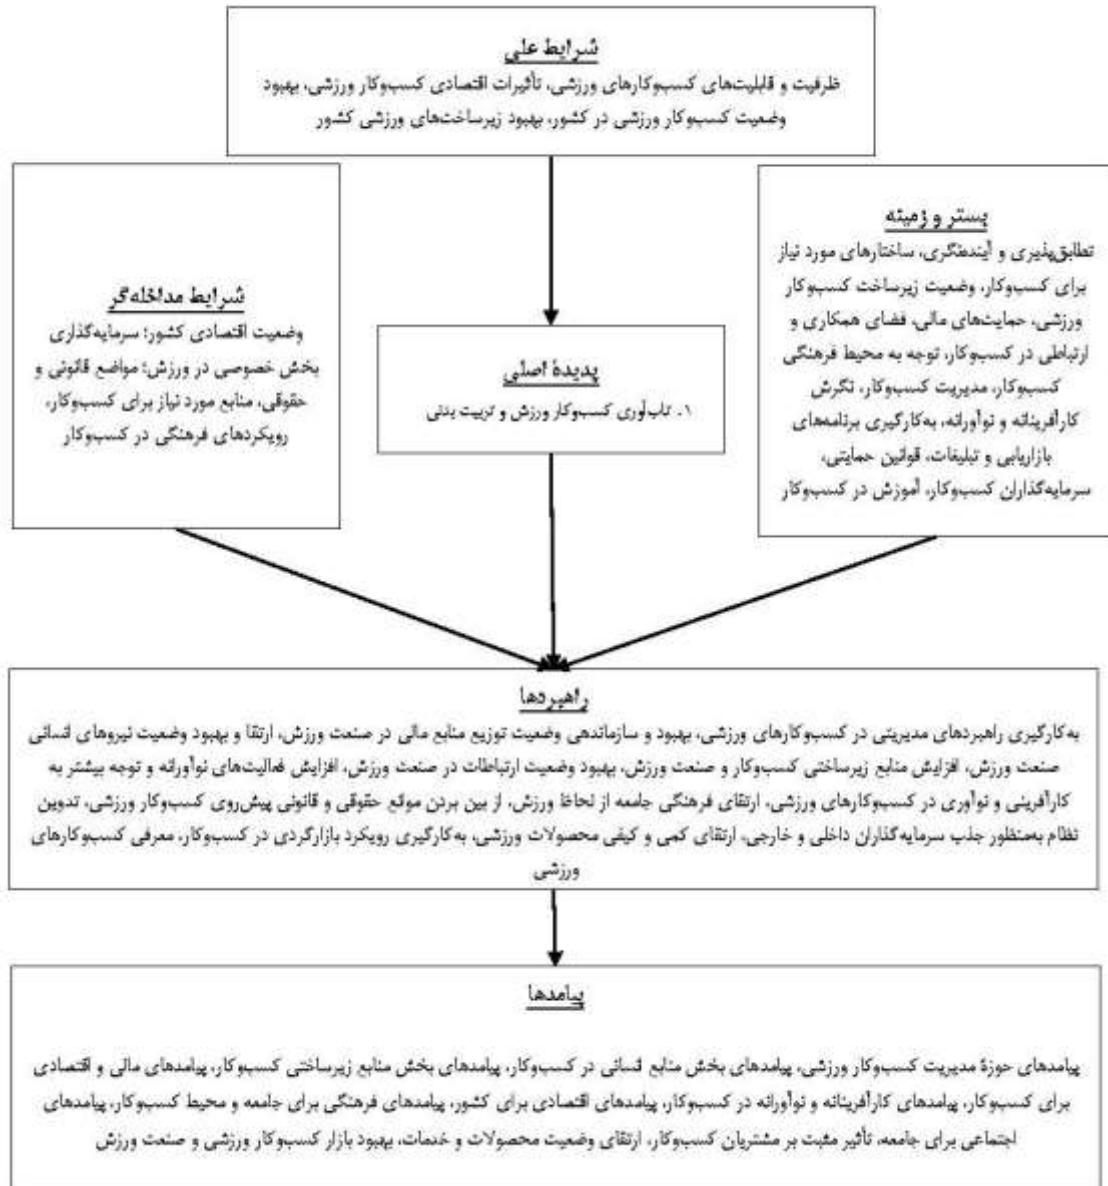 شرایط علی
ظرفیت و قابلیت‌های کسب‌وکارهای ورزشی، تأثیرات اقتصادی کسب‌وکار ورزشی، بهبود
وضعیت کسب‌وکار ورزشی در کشور، بهبود زیرساخت‌های ورزشی کشور
بستر و زمینه
تطابق‌پذیری و آینده‌نگری، ساختارهای مورد نیاز
برای کسب‌وکار، وضعیت زیرساخت کسب‌وکار
ورزشی، حمایت‌های مالی، فضای همکاری و
ارتباطی در کسب‌وکار، توجه به محیط فرهنگی
کسب‌وکار، مدیریت کسب‌وکار، نگرش
کارآفرینانه و نوآورانه، به‌کارگیری برنامه‌های
بازاریابی و تبلیغات، قوانین حمایتی،
سرمایه‌گذاران کسب‌وکار، آموزش در کسب‌وکار
پدیدۀ اصلی
۱. تاب‌آوری کسب‌وکار ورزش و تربیت بدنی
شرایط مداخله‌گر
وضعیت اقتصادی کشور؛ سرمایه‌گذاری
بخش خصوصی در ورزش؛ مواضع قانونی و
حقوقی، منابع مورد نیاز برای کسب‌وکار،
رویکردهای فرهنگی در کسب‌وکار
راهبردها
به‌کارگیری راهبردهای مدیریتی در کسب‌وکارهای ورزشی، بهبود و سازماندهی وضعیت توزیع منابع مالی در صنعت ورزش، ارتقا و بهبود وضعیت نیروهای انسانی
صنعت ورزش، افزایش منابع زیرساختی کسب‌وکار و صنعت ورزش، بهبود وضعیت ارتباطات در صنعت ورزش، افزایش فعالیت‌های نوآورانه و توجه بیشتر به
کارآفرینی و نوآوری در کسب‌وکارهای ورزشی، ارتقای فرهنگی جامعه از لحاظ ورزش، از بین بردن موانع حقوقی و قانونی پیش‌روی کسب‌وکار ورزشی، تدوین
نظام به‌منظور جذب سرمایه‌گذاران داخلی و خارجی، ارتقای کمی و کیفی محصولات ورزشی، به‌کارگیری رویکرد بازارگردی در کسب‌وکار، معرفی کسب‌وکارهای
ورزشی
پیامدها
پیامدهای حوزۀ مدیریت کسب‌وکار ورزشی، پیامدهای بخش منابع انسانی در کسب‌وکار، پیامدهای بخش منابع زیرساختی کسب‌وکار، پیامدهای مالی و اقتصادی
برای کسب‌وکار، پیامدهای کارآفرینانه و نوآورانه در کسب‌وکار، پیامدهای اقتصادی برای کشور، پیامدهای فرهنگی برای جامعه و محیط کسب‌وکار، پیامدهای
اجتماعی برای جامعه، تأثیر مثبت بر مشتریان کسب‌وکار، ارتقای وضعیت محصولات و خدمات، بهبود بازار کسب‌وکار ورزشی و صنعت ورزش